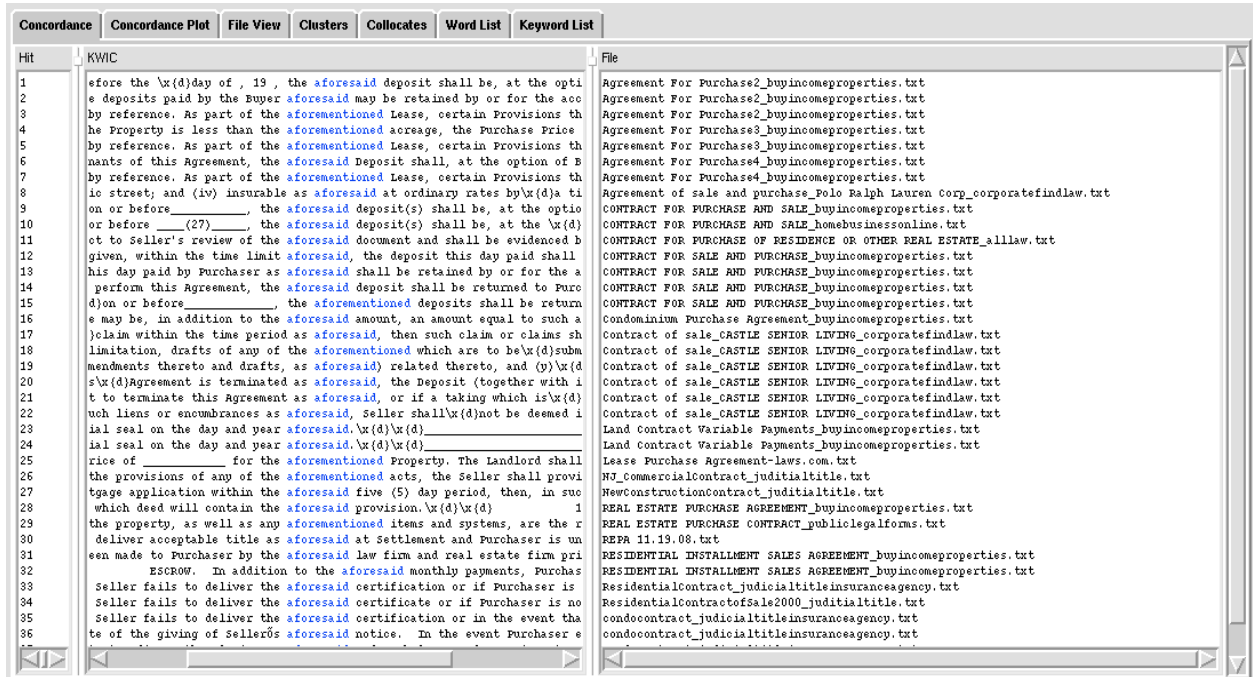 Concordance Concordance Plot File View Clusters Collocates Word List Keyword List
Hit KWIC File
1 efore the \x{d}day of , 19 , the aforesaid deposit shall be, at the opti Agreement For Purchase2_buyincomeproperties.txt
2 e deposits paid by the Buyer aforesaid may be retained by or for the acc Agreement For Purchase2_buyincomeproperties.txt
3 by reference. As part of the aforementioned Lease, certain Provisions th Agreement For Purchase2_buyincomeproperties.txt
4 he Property is less than the aforementioned acreage, the Purchase Price Agreement For Purchase3_buyincomeproperties.txt
5 by reference. As part of the aforementioned Lease, certain Provisions th Agreement For Purchase3_buyincomeproperties.txt
6 nants of this Agreement, the aforesaid Deposit shall, at the option of B Agreement For Purchase4_buyincomeproperties.txt
7 by reference. As part of the aforementioned Lease, certain Provisions th Agreement For Purchase4_buyincomeproperties.txt
8 ic street; and (iv) insurable as aforesaid at ordinary rates by\x{d}a ti Agreement of sale and purchase_Polo Ralph Lauren Corp_corporatefindlaw.txt
9 on or before____________, the aforesaid deposit(s) shall be, at the optio CONTRACT FOR PURCHASE AND SALE_buyincomeproperties.txt
10 or before ____(27)_____, the aforesaid deposit(s) shall be, at the \x{d} CONTRACT FOR PURCHASE AND SALE_homebusinessonline.txt
11 ct to Seller's review of the aforesaid document and shall be evidenced b CONTRACT FOR PURCHASE OF RESIDENCE OR OTHER REAL ESTATE_alllaw.txt
12 given, within the time limit aforesaid, the deposit this day paid shall CONTRACT FOR SALE AND PURCHASE_buyincomeproperties.txt
13 his day paid by Purchaser as aforesaid shall be retained by or for the a CONTRACT FOR SALE AND PURCHASE_buyincomeproperties.txt
14 perform this Agreement, the aforesaid deposit shall be returned to Purc CONTRACT FOR SALE AND PURCHASE_buyincomeproperties.txt
15 d}on or before_____________, the aforementioned deposits shall be return CONTRACT FOR SALE AND PURCHASE_buyincomeproperties.txt
16 e may be, in addition to the aforesaid amount, an amount equal to such a Condominium Purchase Agreement_buyincomeproperties.txt
17 }claim within the time period as aforesaid, then such claim or claims sh Contract of sale_CASTLE SENIOR LIVING_corporatefindlaw.txt
18 limitation, drafts of any of the aforementioned which are to be\x{d}subm Contract of sale_CASTLE SENIOR LIVING_corporatefindlaw.txt
19 mendments thereto and drafts, as aforesaid) related thereto, and (y)\x{d Contract of sale_CASTLE SENIOR LIVING_corporatefindlaw.txt
20 s\x{d}Agreement is terminated as aforesaid, the Deposit (together with i Contract of sale_CASTLE SENIOR LIVING_corporatefindlaw.txt
21 t to terminate this Agreement as aforesaid, or if a taking which is\x{d} Contract of sale_CASTLE SENIOR LIVING_corporatefindlaw.txt
22 uch liens or encumbrances as aforesaid, Seller shall\x{d}not be deemed i Contract of sale_CASTLE SENIOR LIVING_corporatefindlaw.txt
23 ial seal on the day and year aforesaid.\x{d}\x{d}______________________ Land Contract Variable Payments_buyincomeproperties.txt
24 ial seal on the day and year aforesaid.\x{d}\x{d}______________________ Land Contract Variable Payments_buyincomeproperties.txt
25 rice of ____________ for the aforementioned Property. The Landlord shall Lease Purchase Agreement-laws.com.txt
26 the provisions of any of the aforementioned acts, the Seller shall provi NJ_CommercialContract_juditialtitle.txt
27 tgage application within the aforesaid five (5) day period, then, in suc NewConstructionContract_juditialtitle.txt
28 which deed will contain the aforesaid provision.\x{d}\x{d} 1 REAL ESTATE PURCHASE AGREEMENT_buyincomeproperties.txt
29 the property, as well as any aforementioned items and systems, are the r REAL ESTATE PURCHASE CONTRACT_publiclegalforms.txt
30 deliver acceptable title as aforesaid at Settlement and Purchaser is un REPA 11.19.08.txt
31 een made to Purchaser by the aforesaid law firm and real estate firm pri RESIDENTIAL INSTALLMENT SALES AGREEMENT_buyincomeproperties.txt
32 ESCROW. In addition to the aforesaid monthly payments, Purchas RESIDENTIAL INSTALLMENT SALES AGREEMENT_buyincomeproperties.txt
33 Seller fails to deliver the aforesaid certification or if Purchaser is ResidentialContract_judicialtitleinsuranceagency.txt
34 Seller fails to deliver the aforesaid certificate or if Purchaser is no ResidentialContractofSale2000_juditialtitle.txt
35 Seller fails to deliver the aforesaid certification or in the event tha condocontract_judicialtitleinsuranceagency.txt
36 te of the giving of Sellerős aforesaid notice. In the event Purchaser e condocontract_judicialtitleinsuranceagency.txt